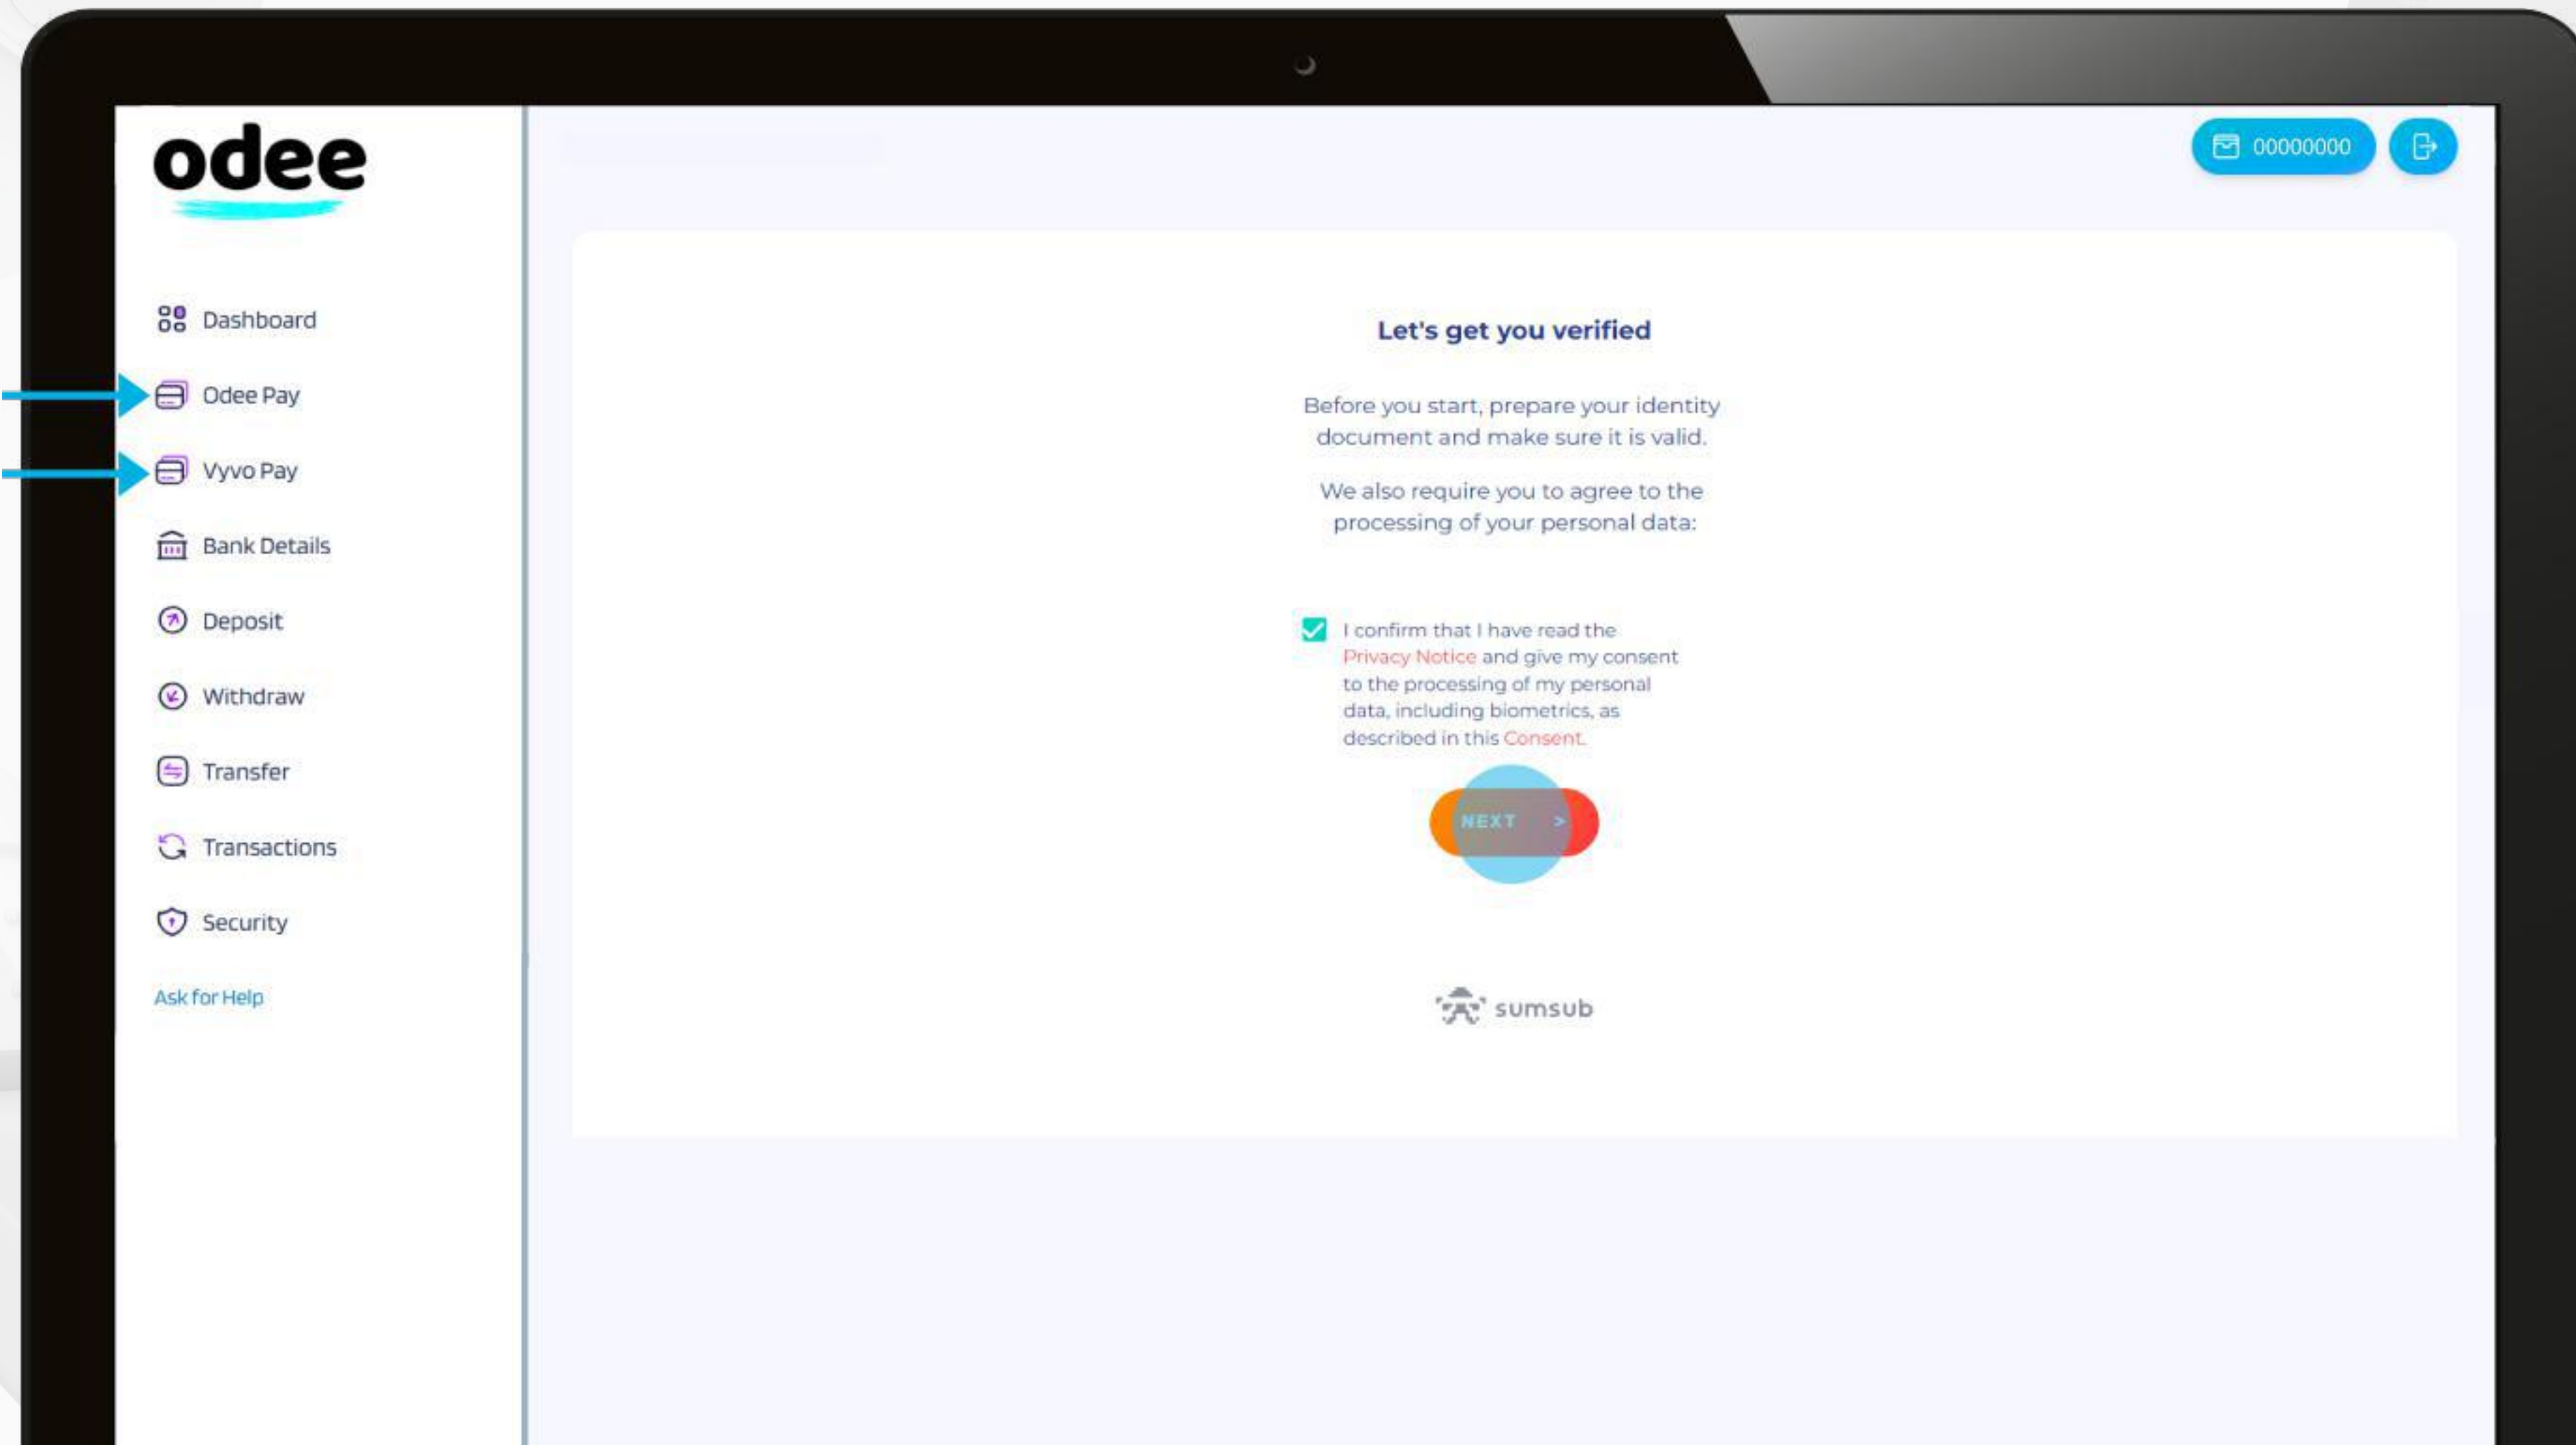 odee
00000000
Dashboard
Odee Pay
Vyvo Pay
Bank Details
Deposit
Withdraw
Transfer
Transactions
Security
Ask for Help
Let's get you verified
Before you start, prepare your identity
document and make sure it is valid.
We also require you to agree to the
processing of your personal data:
I confirm that I have read the
Privacy Notice and give my consent
to the processing of my personal
data, including biometrics, as
described in this Consent.
NEXT >
sumsub